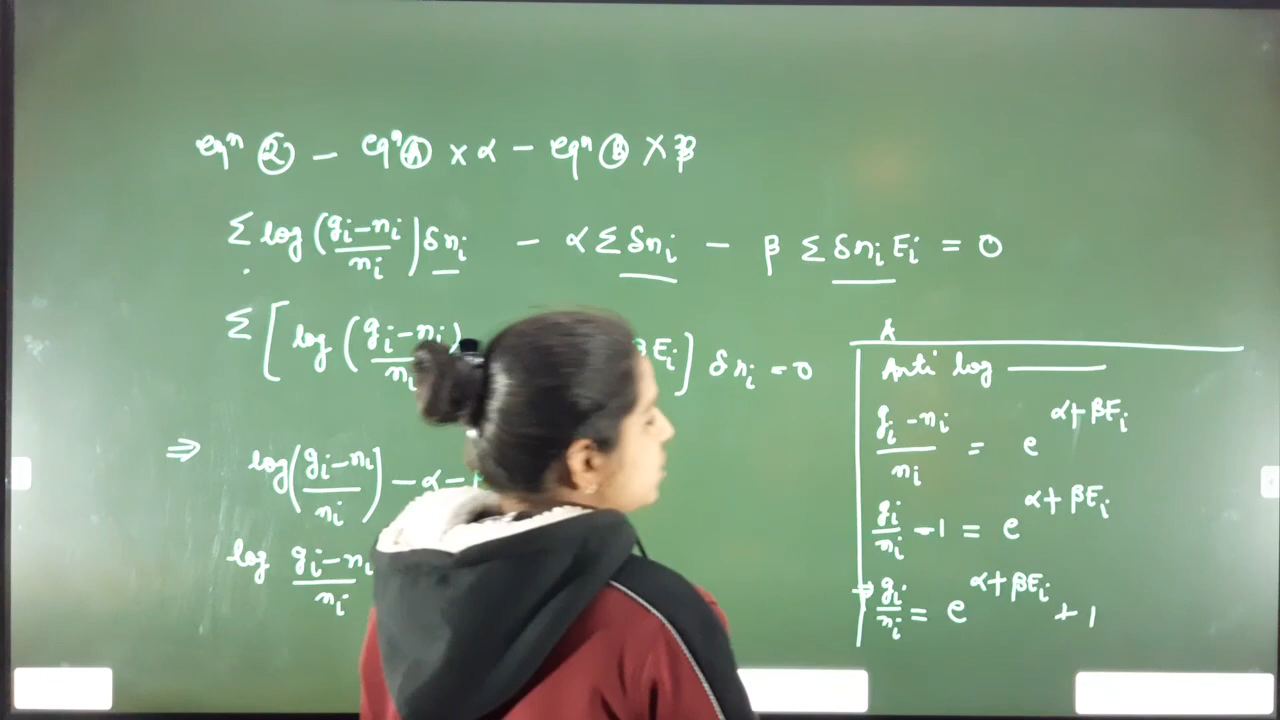 eqⁿ ② – eqⁿ Ⓐ × α – eqⁿ Ⓑ × β
Σ log (gᵢ–nᵢ / nᵢ) δnᵢ – α Σ δnᵢ – β Σ δnᵢ Eᵢ = 0
Σ [ log (gᵢ–nᵢ / nᵢ) βEᵢ ] δnᵢ = 0
⇒ log (gᵢ–nᵢ / nᵢ) – α –
log gᵢ–nᵢ / nᵢ
A
Anti log ———
gᵢ–nᵢ / nᵢ = e^(α+βEᵢ)
gᵢ / nᵢ – 1 = e^(α+βEᵢ)
⇒ gᵢ / nᵢ = e^(α+βEᵢ) + 1